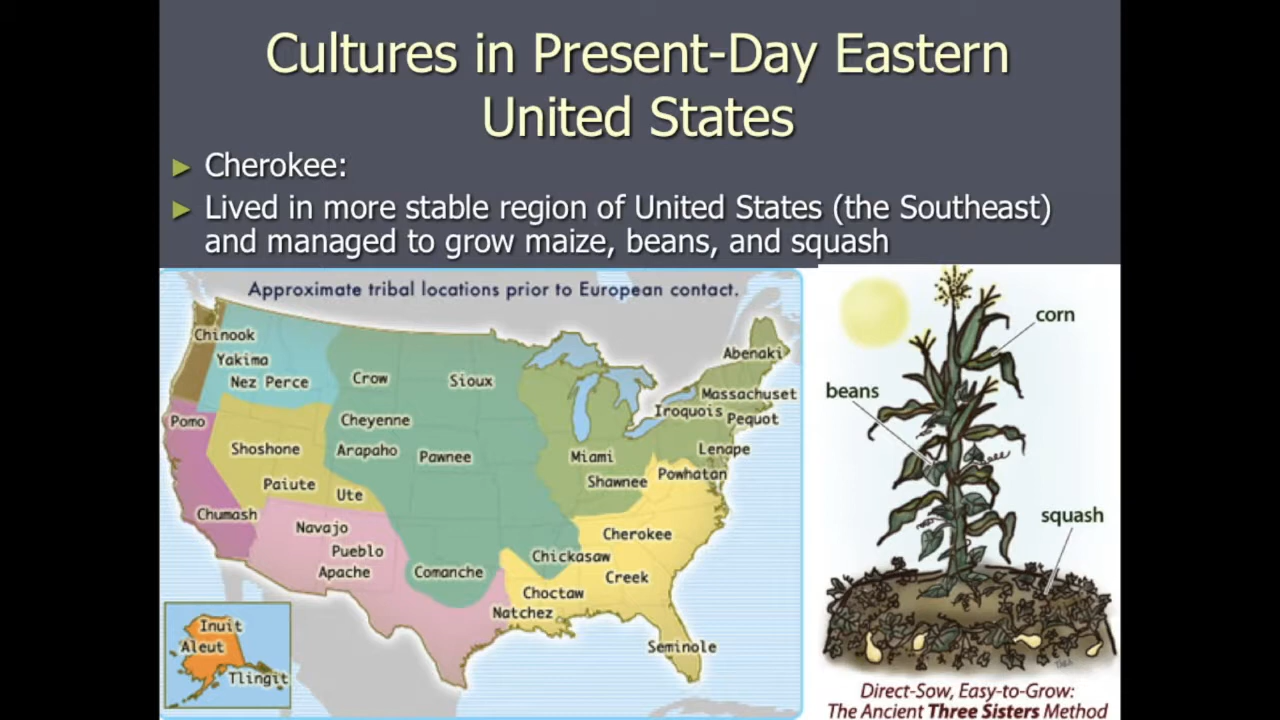 Cultures in Present-Day Eastern
United States
Cherokee:
Lived in more stable region of United States (the Southeast)
and managed to grow maize, beans, and squash
Approximate tribal locations prior to European contact.
Chinook
Yakima
Nez Perce
Crow
Sioux
Abenaki
Massachuset
Iroquois
Pequot
Pomo
Cheyenne
Shoshone
Arapaho
Pawnee
Miami
Lenape
Shawnee
Powhatan
Paiute
Ute
Chumash
Navajo
Cherokee
Pueblo
Chickasaw
Apache
Comanche
Creek
Choctaw
Natchez
Seminole
Inuit
Aleut
Tlingit
corn
beans
squash
Direct-Sow, Easy-to-Grow:
The Ancient Three Sisters Method